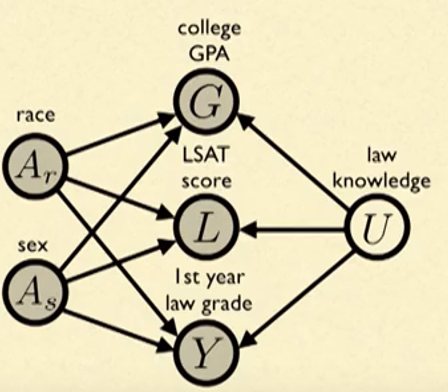 college
GPA
G
race
A_r
LSAT
score
L
law
knowledge
U
sex
A_s
1st year
law grade
Y